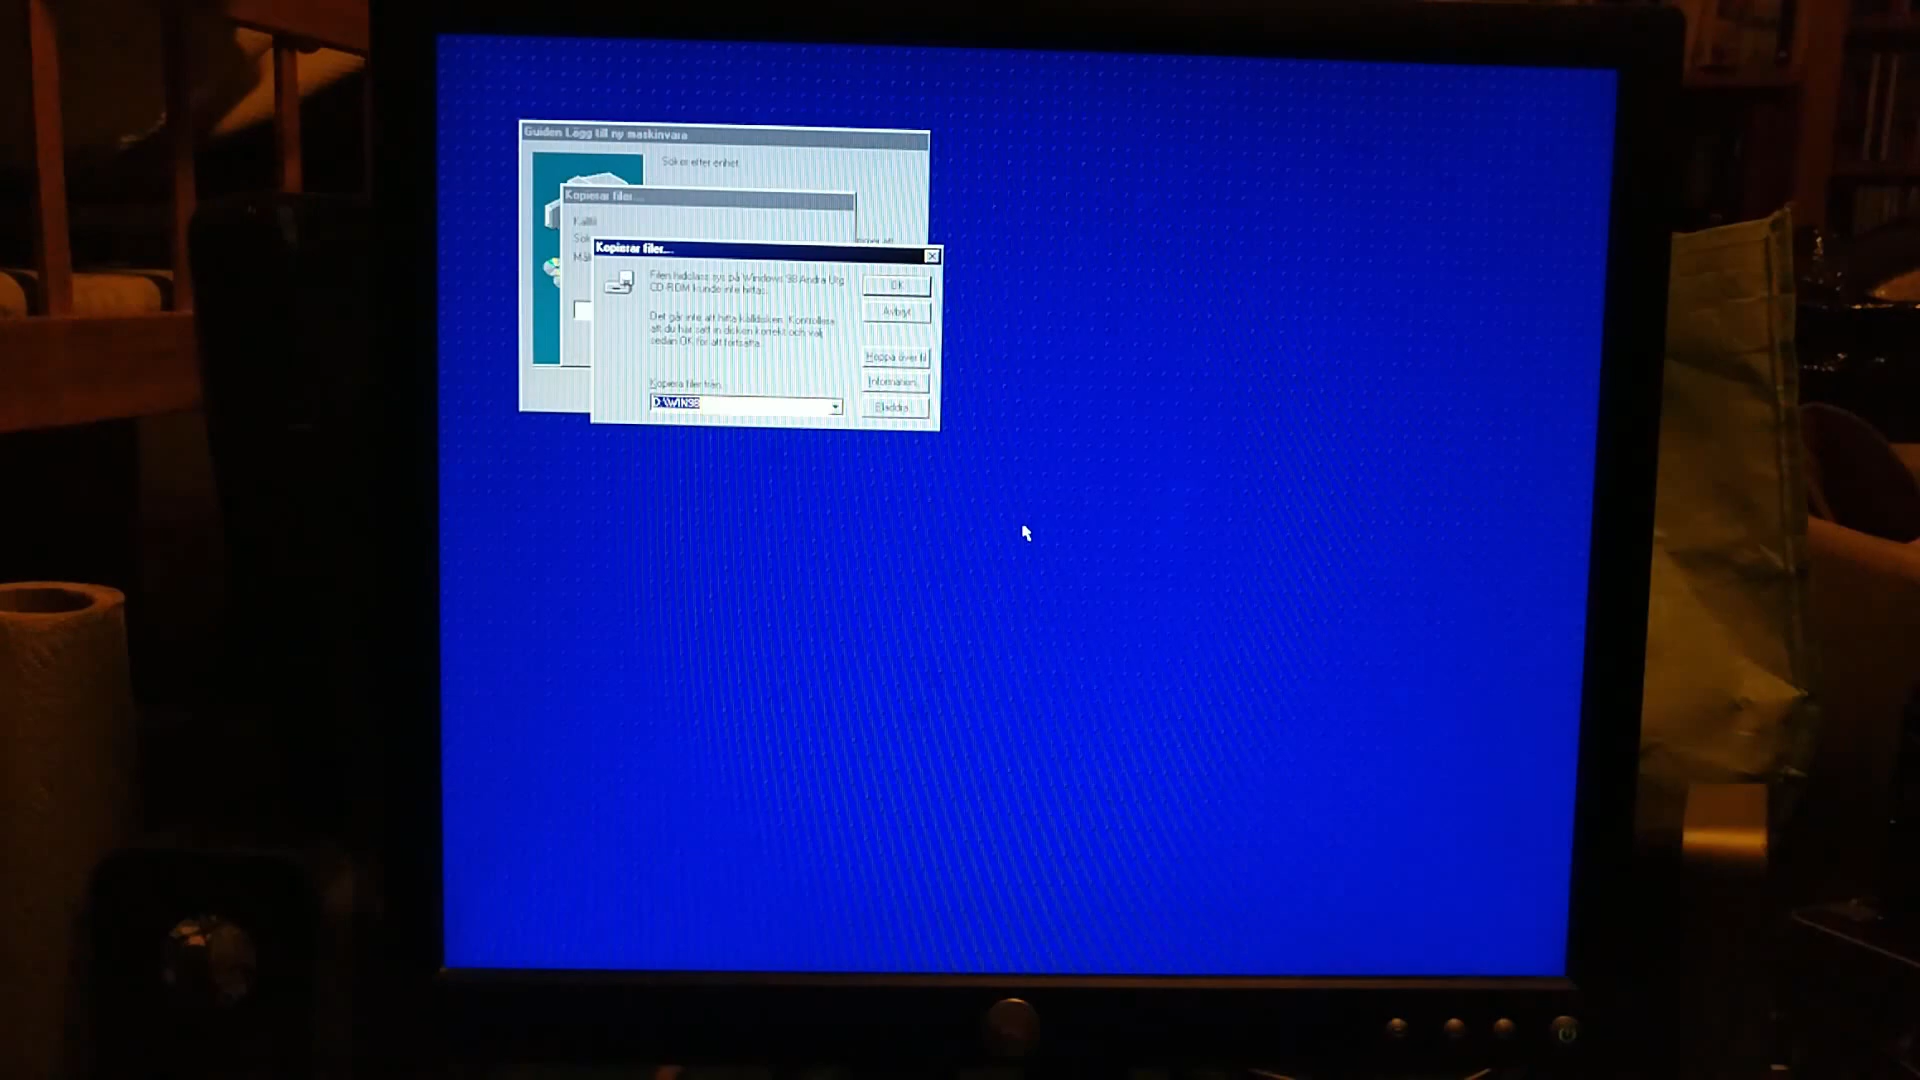 Guiden Lägg till ny maskinvara
Söker efter enhet.
Kopierar filer...
Käll
Sök
Mål
Kopierar filer...
Filen hidclass.sys på Windows 98 Andra Utg
CD-ROM kunde inte hittas.
Det går inte att hitta källdisken. Kontrollera
att du har satt in disken korrekt och välj
sedan OK för att fortsätta.
Kopiera filer från:
D:\WIN98
OK
Avbryt
Hoppa över fil
Information...
Bläddra...